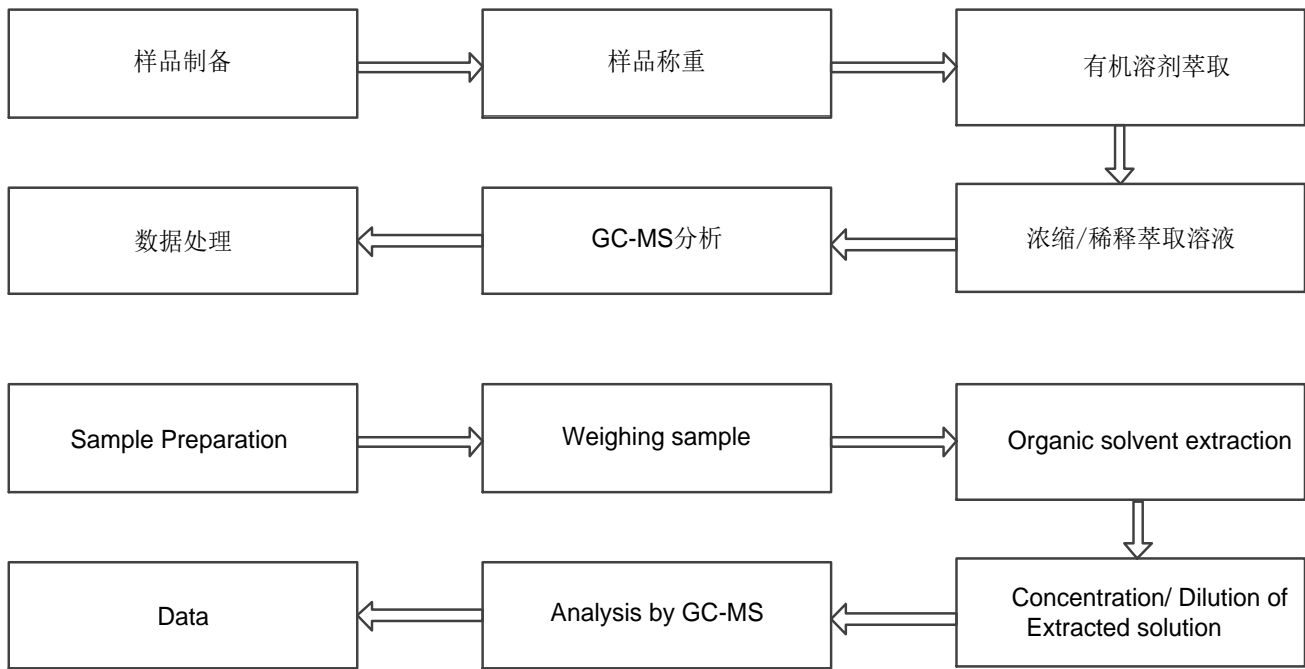 样品制备
样品称重
有机溶剂萃取
数据处理
GC-MS分析
浓缩/稀释萃取溶液
Sample Preparation
Weighing sample
Organic solvent extraction
Data
Analysis by GC-MS
Concentration/ Dilution of
Extracted solution